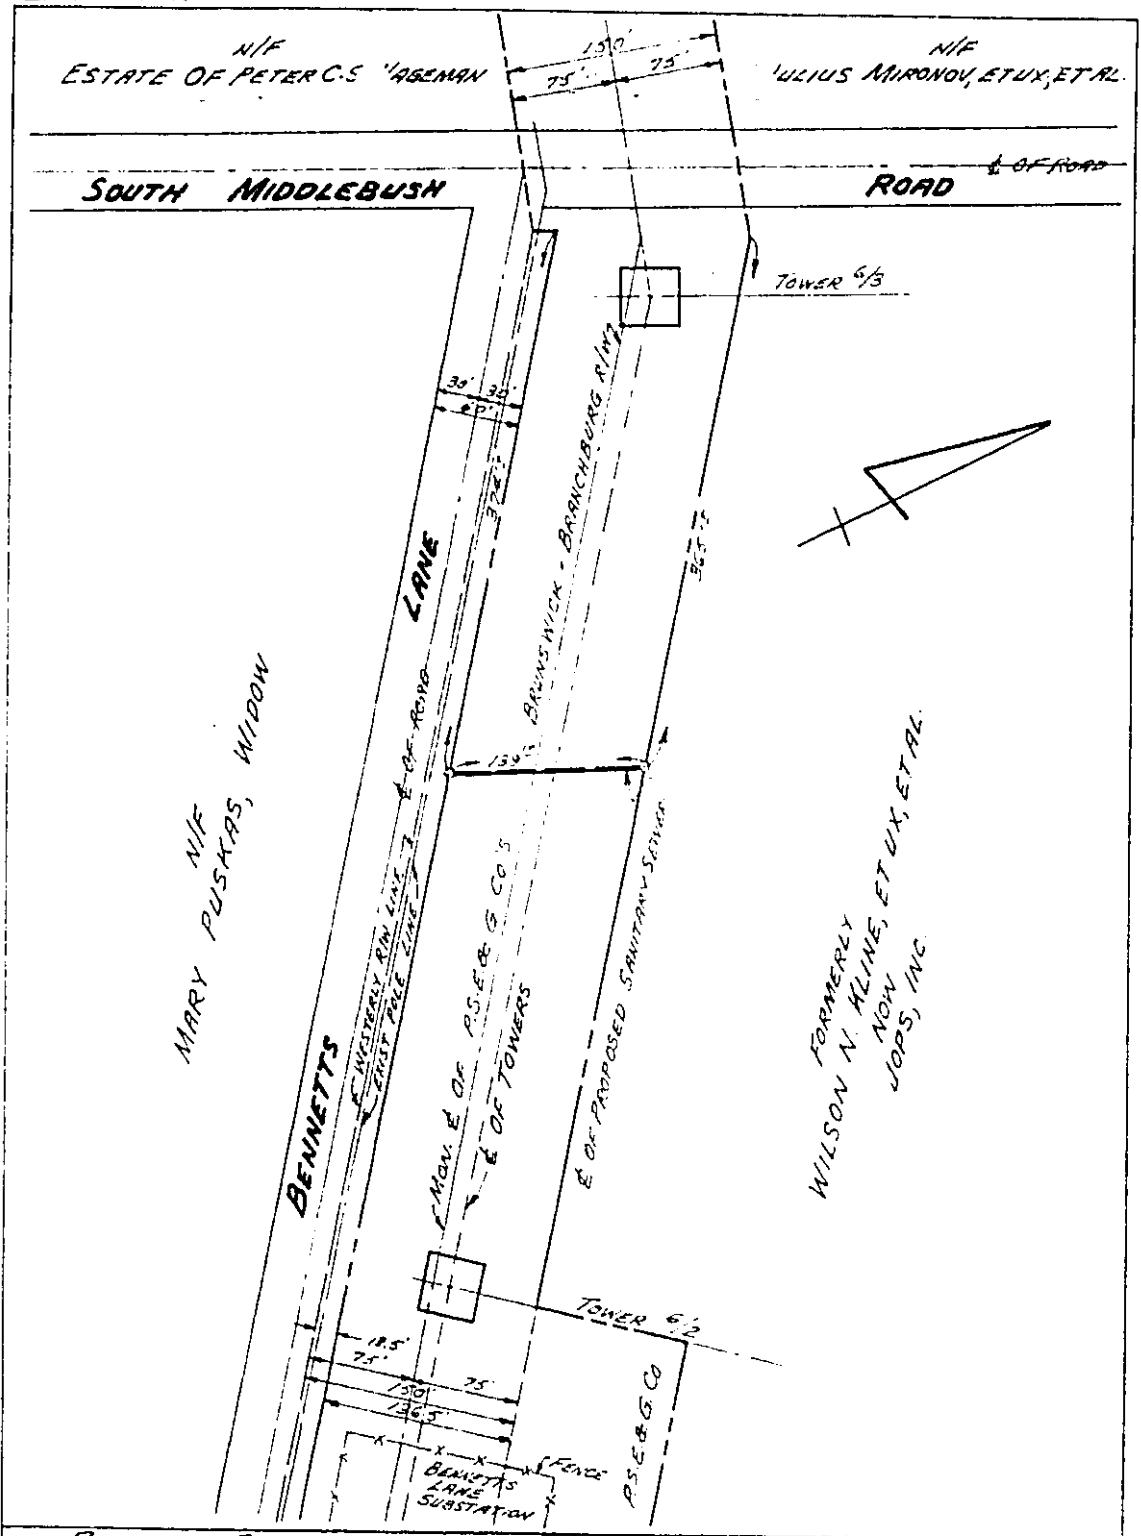 N/F
ESTATE OF PETER C.S AGEMAN
150'
75'
75'
N/F
ULIUS MIRONOV, ET UX, ET AL.
SOUTH MIDDLEBUSH
ROAD
℄ OF ROAD
TOWER 6/3
30'
30'
60'
BRUNSWICK - BRANCHBURG R/W
LANE
℄ OF ROAD
N/F
MARY PUSKAS, WIDOW
WESTERLY R/W LINE
EXIST POLE LINE
BENNETTS
MON. ℄ OF P.S.E.& G CO'S
℄ OF TOWERS
℄ OF PROPOSED SANITARY SEWER
FORMERLY
WILSON N. KLINE, ET UX, ET AL.
NOW
JOPS, INC.
TOWER 6/2
18.5'
75'
75'
150'
136.5'
FENCE
BENNETTS
LANE
SUBSTATION
P.S.E.& G. CO